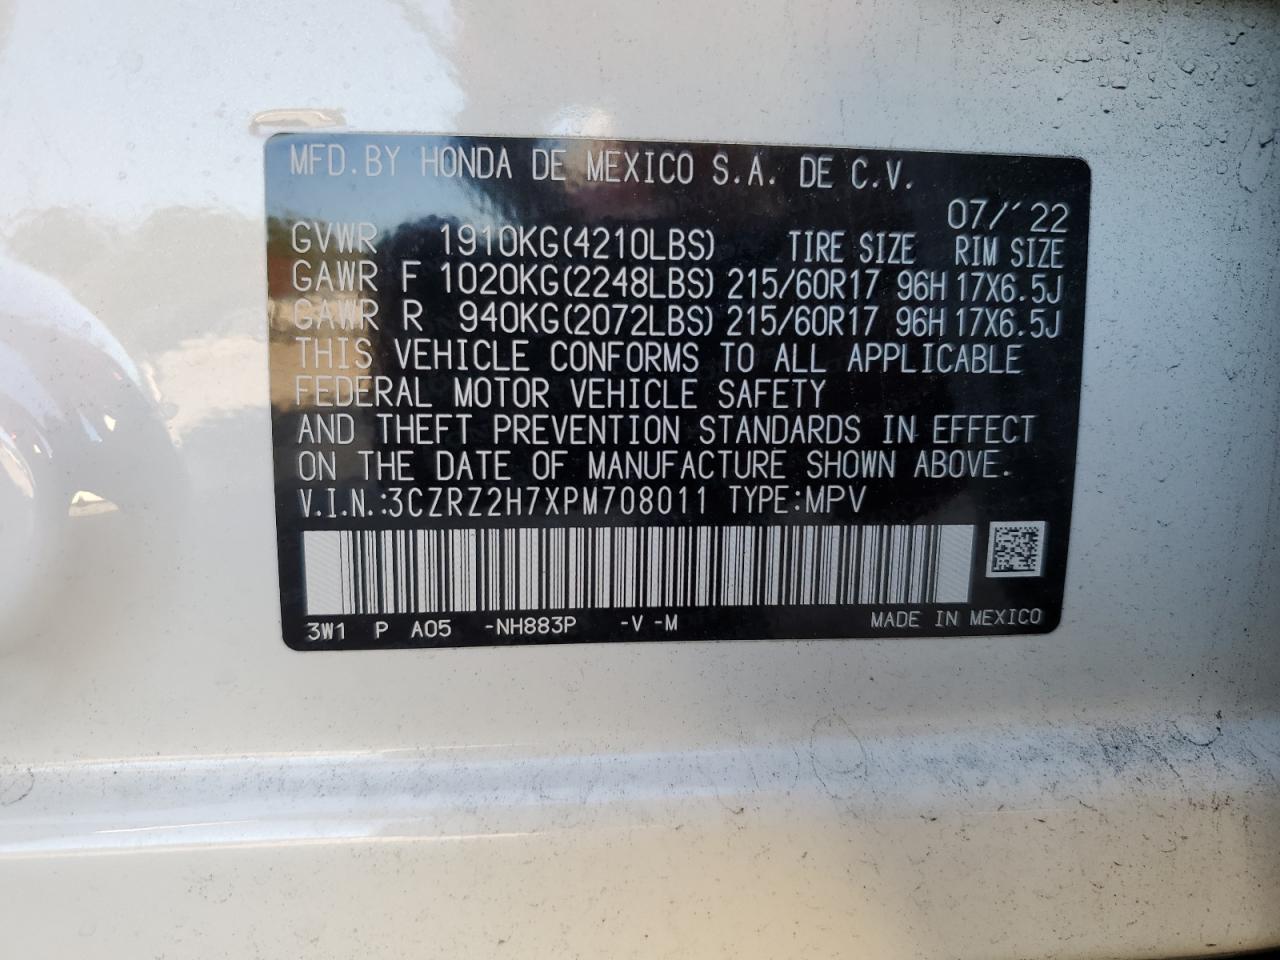 MFD.BY HONDA DE MEXICO S.A. DE C.V.
07/´22
GVWR 1910KG(4210LBS) TIRE SIZE RIM SIZE
GAWR F 1020KG(2248LBS) 215/60R17 96H 17X6.5J
GAWR R 940KG(2072LBS) 215/60R17 96H 17X6.5J
THIS VEHICLE CONFORMS TO ALL APPLICABLE
FEDERAL MOTOR VEHICLE SAFETY
AND THEFT PREVENTION STANDARDS IN EFFECT
ON THE DATE OF MANUFACTURE SHOWN ABOVE.
V.I.N.:3CZRZ2H7XPM708011 TYPE:MPV
3W1 P A05 -NH883P -V -M MADE IN MEXICO